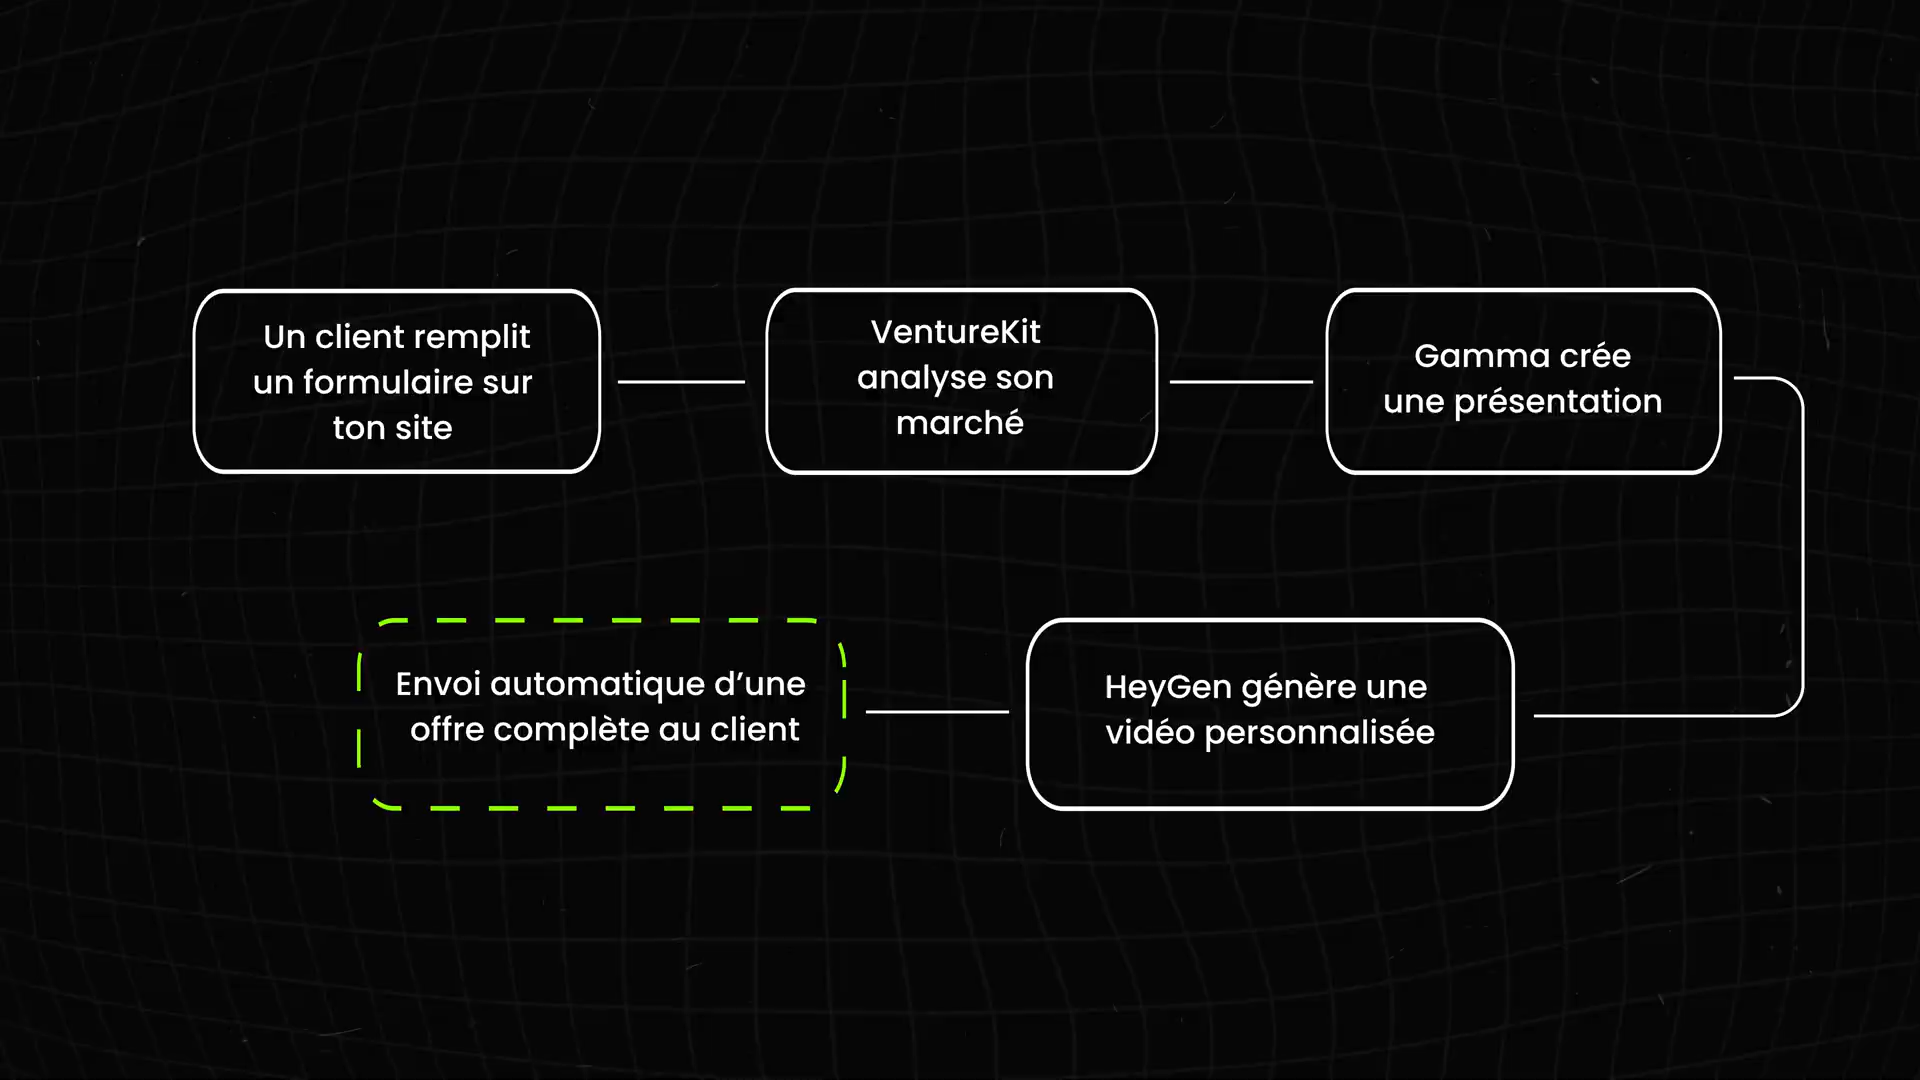 Un client remplit
un formulaire sur
ton site
VentureKit
analyse son
marché
Gamma crée
une présentation
HeyGen génère une
vidéo personnalisée
Envoi automatique d’une
offre complète au client